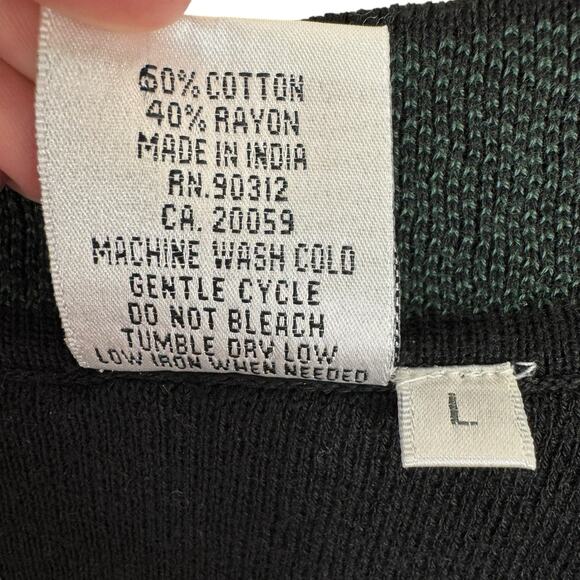 60% COTTON
40% RAYON
MADE IN INDIA
RN.90312
CA. 20059
MACHINE WASH COLD
GENTLE CYCLE
DO NOT BLEACH
TUMBLE DRY LOW
LOW IRON WHEN NEEDED
L